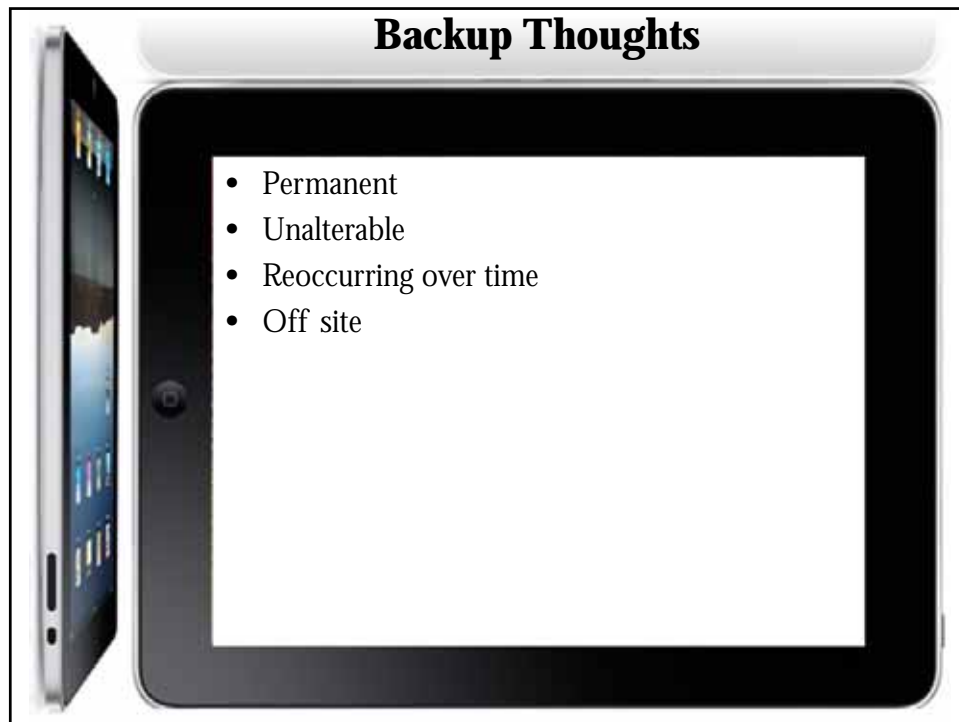 Backup Thoughts
• Permanent
• Unalterable
• Reoccurring over time
• Off site